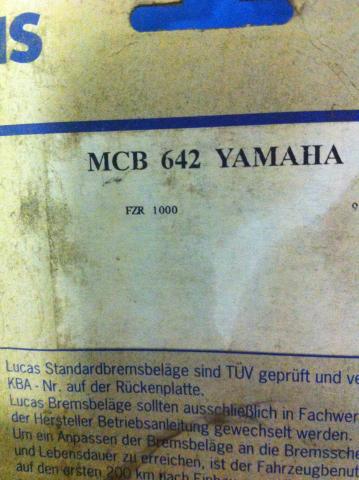 MCB 642 YAMAHA
FZR 1000
Lucas Standardbremsbeläge sind TÜV geprüft und
KBA - Nr. auf der Rückenplatte.
Lucas Bremsbeläge sollten ausschließlich in
der Hersteller Betriebsanleitung gewechselt werden.
Um ein Anpassen der Bremsbeläge an die
und Lebensdauer zu erreichen, ist der
auf den ersten 200 km nach